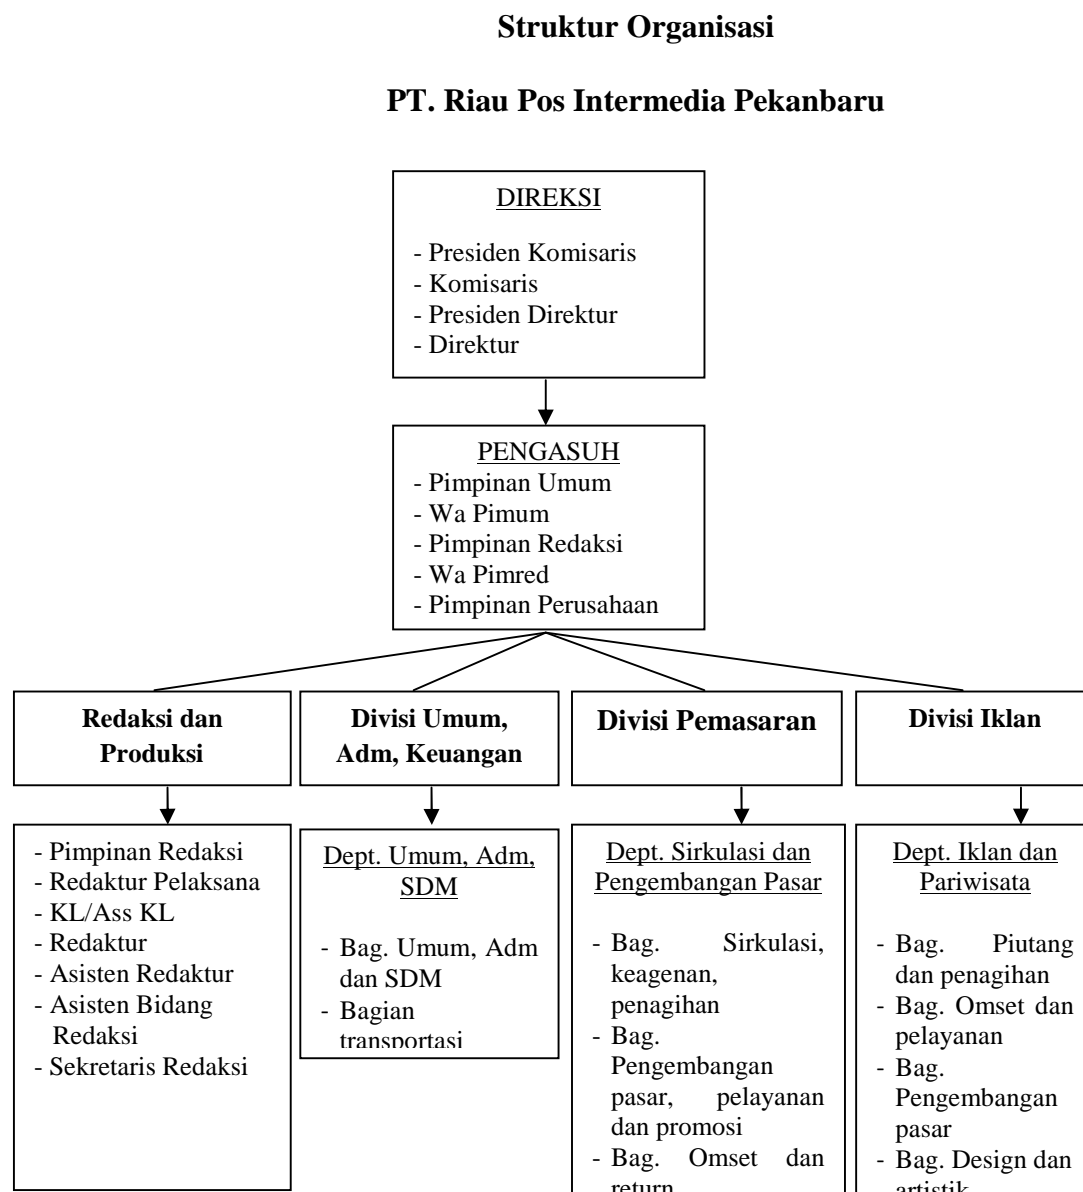 Struktur Organisasi
PT. Riau Pos Intermedia Pekanbaru
DIREKSI
- Presiden Komisaris
- Komisaris
- Presiden Direktur
- Direktur
PENGASUH
- Pimpinan Umum
- Wa Pimum
- Pimpinan Redaksi
- Wa Pimred
- Pimpinan Perusahaan
Redaksi dan
Produksi
Divisi Umum,
Adm, Keuangan
Divisi Pemasaran
Divisi Iklan
- Pimpinan Redaksi
- Redaktur Pelaksana
- KL/Ass KL
- Redaktur
- Asisten Redaktur
- Asisten Bidang
Redaksi
- Sekretaris Redaksi
Dept. Umum, Adm,
SDM
- Bag. Umum, Adm
dan SDM
- Bagian
transportasi
Dept. Sirkulasi dan
Pengembangan Pasar
- Bag. Sirkulasi,
keagenan,
penagihan
- Bag.
Pengembangan
pasar, pelayanan
dan promosi
- Bag. Omset dan
return
Dept. Iklan dan
Pariwisata
- Bag. Piutang
dan penagihan
- Bag. Omset dan
pelayanan
- Bag.
Pengembangan
pasar
- Bag. Design dan
artistik